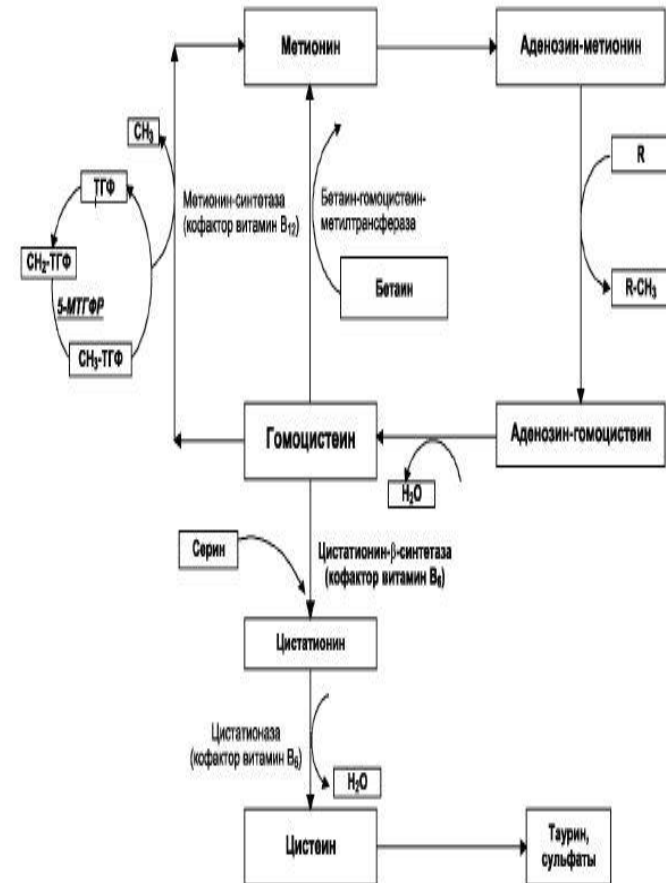 Метионин
Аденозин-метионин
CH₃
R
ТГФ
Метионин-синтетаза
(кофактор витамин B₁₂)
Бетаин-гомоцистеин-
метилтрансфераза
CH₂-ТГФ
Бетаин
R-CH₃
5-МТГФР
CH₃-ТГФ
Гомоцистеин
Аденозин-гомоцистеин
H₂O
Серин
Цистатионин-β-синтетаза
(кофактор витамин B₆)
Цистатионин
Цистатионаза
(кофактор витамин B₆)
H₂O
Цистеин
Таурин,
сульфаты